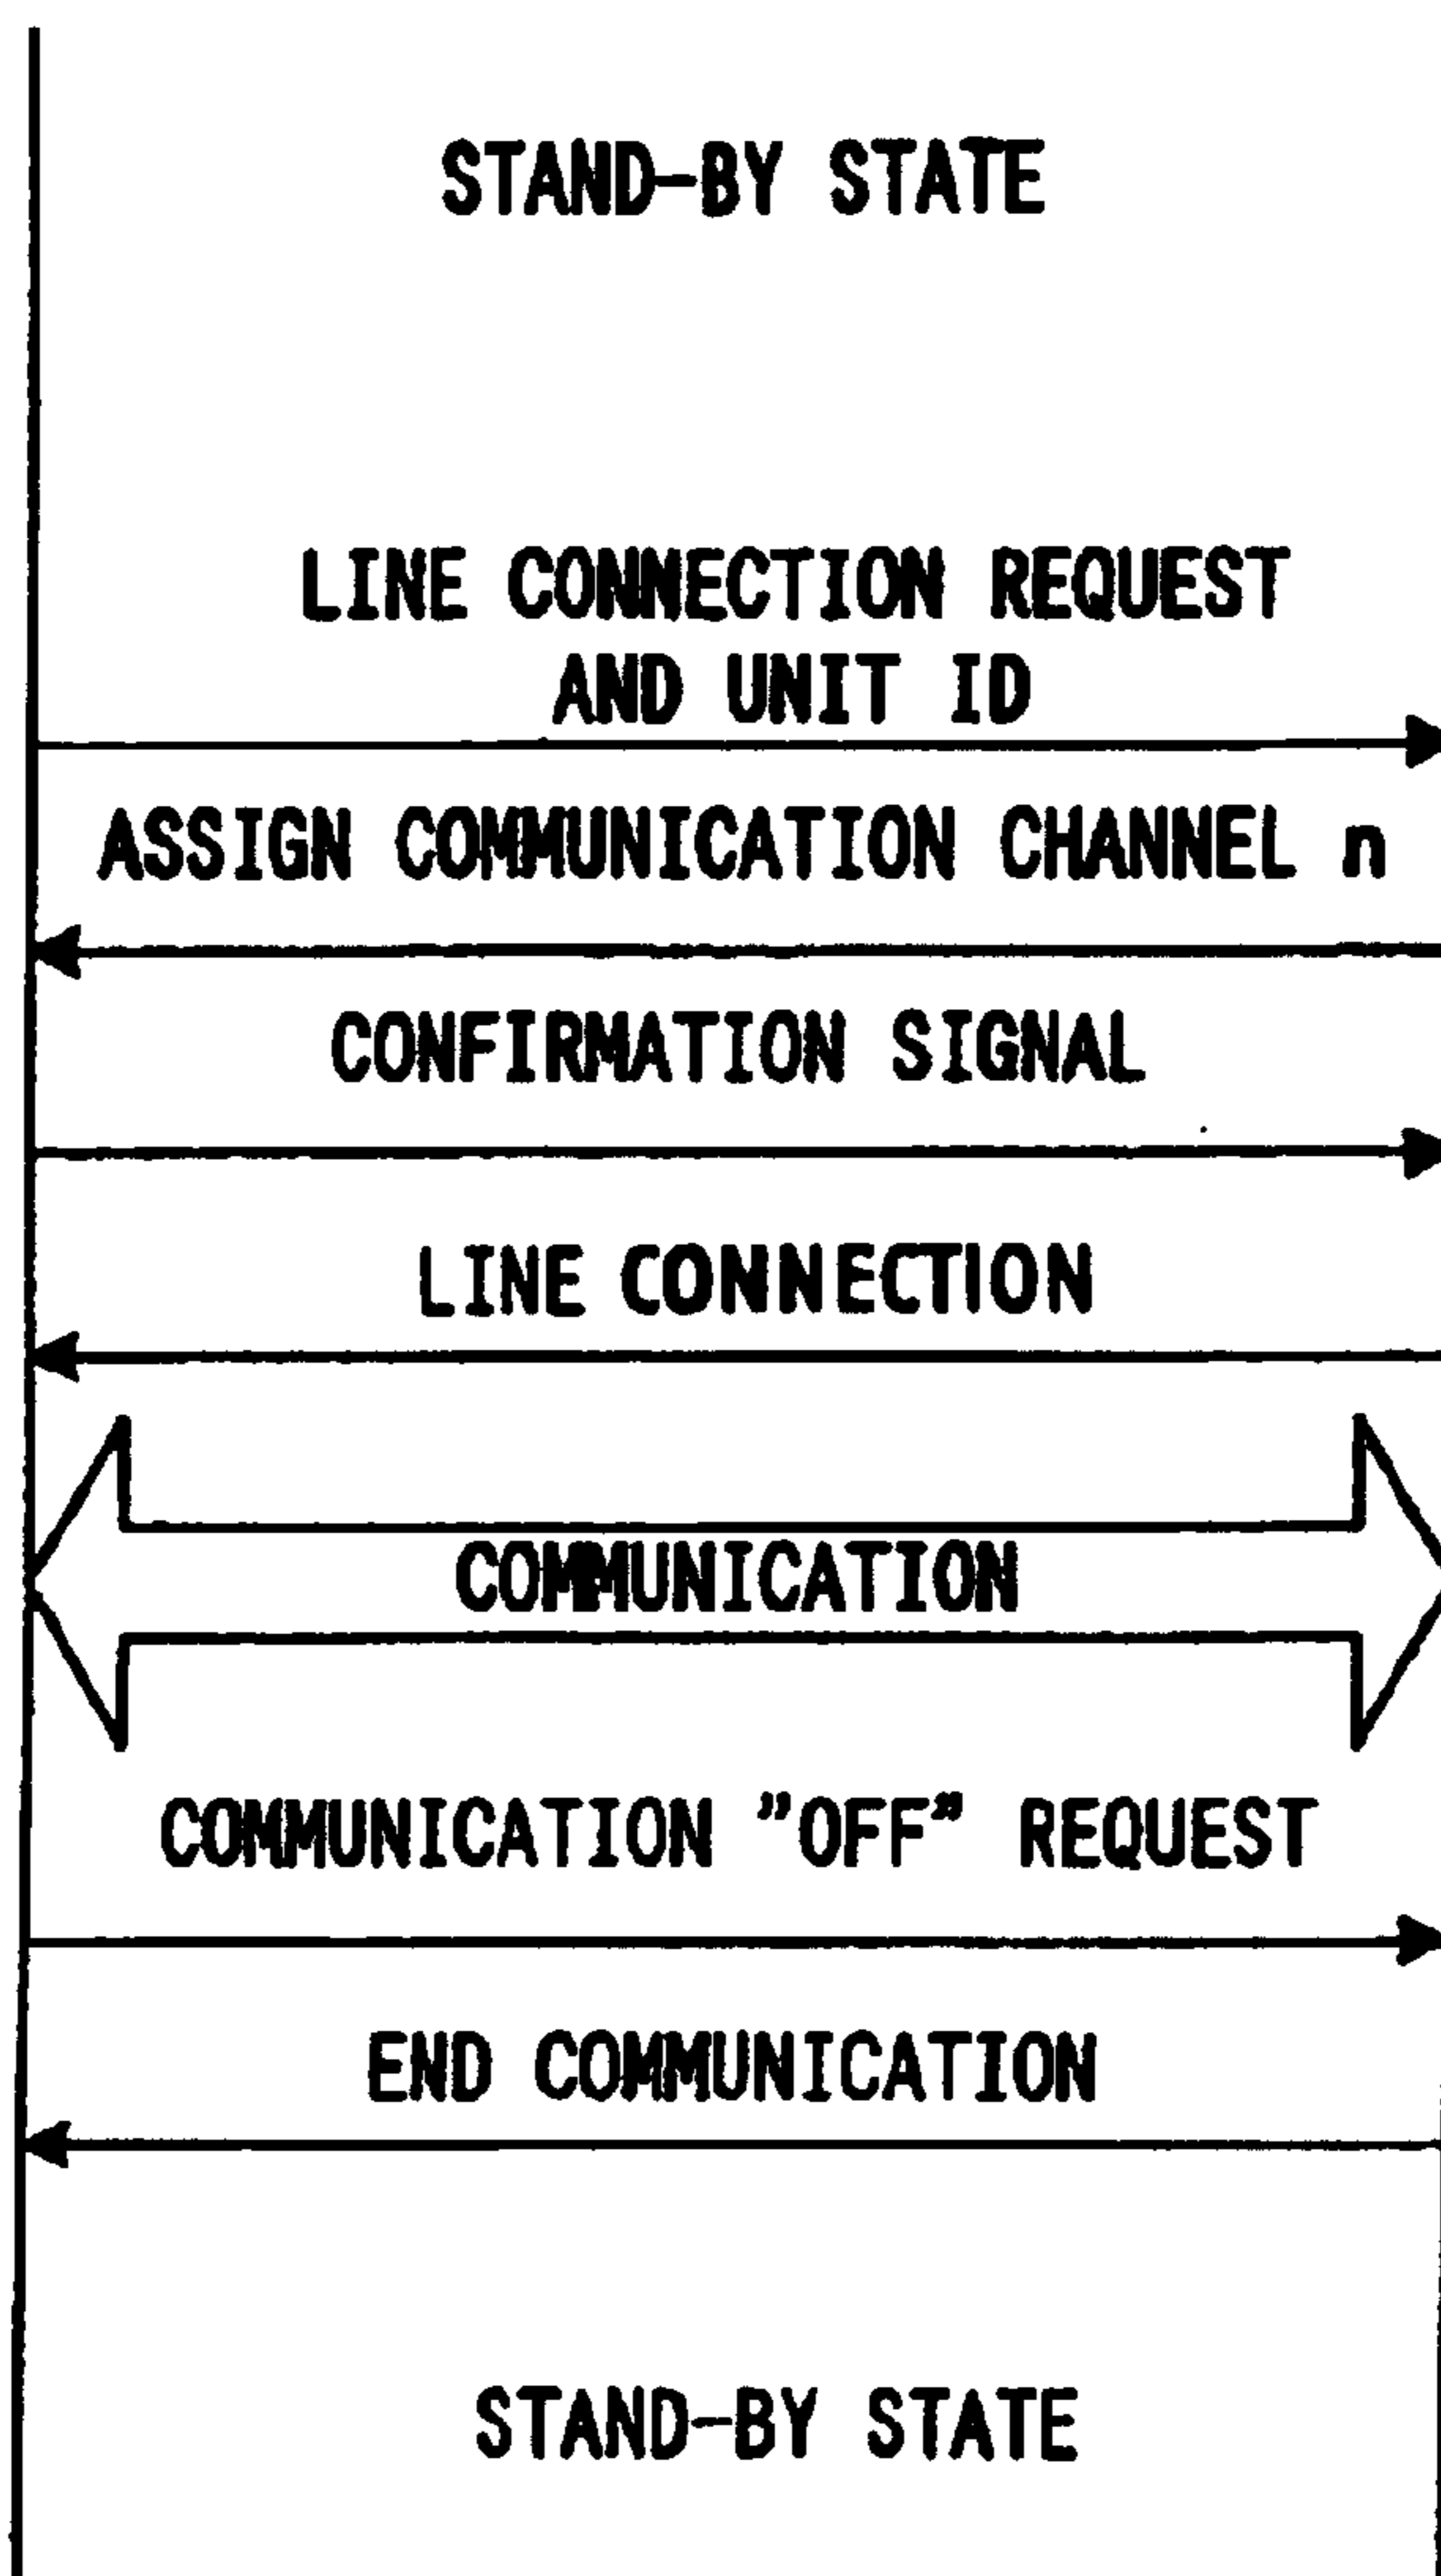 STAND-BY STATE
LINE CONNECTION REQUEST
AND UNIT ID
ASSIGN COMMUNICATION CHANNEL n
CONFIRMATION SIGNAL
LINE CONNECTION
COMMUNICATION
COMMUNICATION "OFF" REQUEST
END COMMUNICATION
STAND-BY STATE